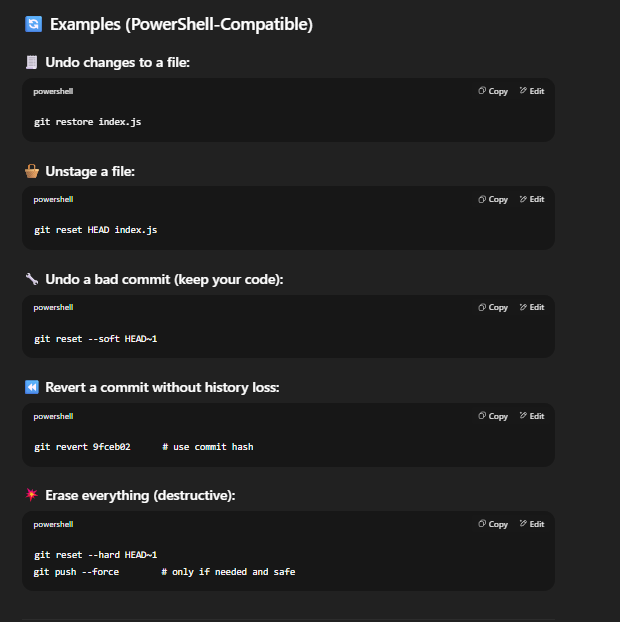 Examples (PowerShell-Compatible)
Undo changes to a file:
powershell Copy Edit
git restore index.js
Unstage a file:
powershell Copy Edit
git reset HEAD index.js
Undo a bad commit (keep your code):
powershell Copy Edit
git reset --soft HEAD~1
Revert a commit without history loss:
powershell Copy Edit
git revert 9fceb02 # use commit hash
Erase everything (destructive):
powershell Copy Edit
git reset --hard HEAD~1
git push --force # only if needed and safe